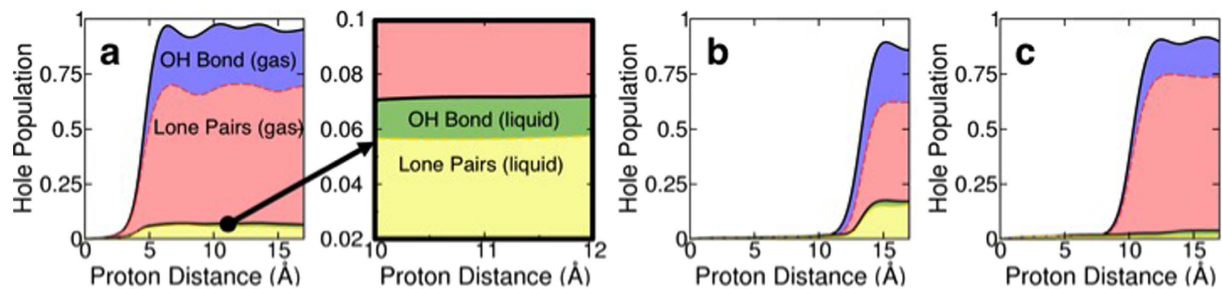 a
Hole Population
1
0.75
0.5
0.25
0
OH Bond (gas)
Lone Pairs (gas)
0 5 10 15
Proton Distance (Å)
0.1
0.08
0.06
0.04
0.02
OH Bond (liquid)
Lone Pairs (liquid)
10 11 12
Proton Distance (Å)
b
Hole Population
1
0.75
0.5
0.25
0
0 5 10 15
Proton Distance (Å)
c
Hole Population
1
0.75
0.5
0.25
0
0 5 10 15
Proton Distance (Å)